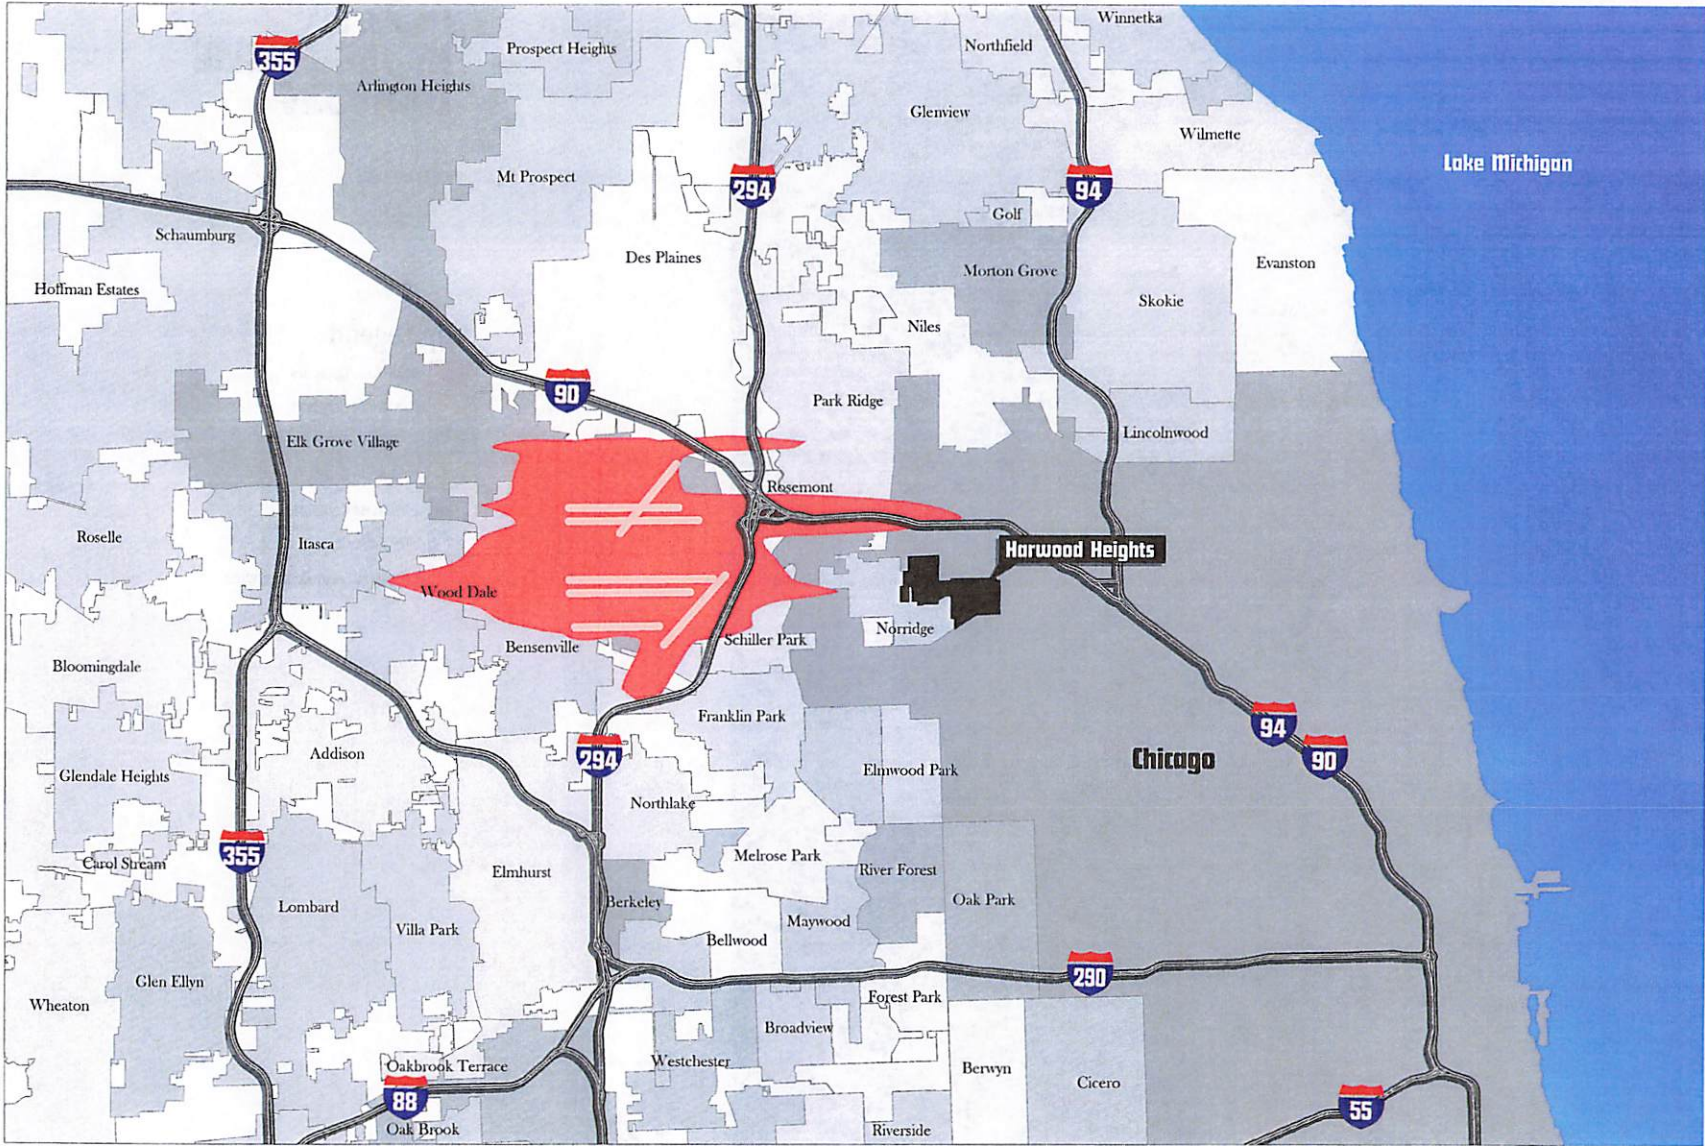 Winnetka
Prospect Heights
Northfield
355
Arlington Heights
Glenview
Wilmette
Lake Michigan
Mt Prospect
294
94
Golf
Schaumburg
Des Plaines
Morton Grove
Evanston
Hoffman Estates
Skokie
Niles
90
Park Ridge
Elk Grove Village
Lincolnwood
Rosemont
Roselle
Itasca
Harwood Heights
Wood Dale
Norridge
Schiller Park
Bensenville
Bloomingdale
Franklin Park
94
Addison
294
Chicago
90
Glendale Heights
Elmwood Park
Northlake
355
Carol Stream
Melrose Park
Elmhurst
River Forest
Berkeley
Oak Park
Lombard
Villa Park
Maywood
Bellwood
Glen Ellyn
290
Wheaton
Forest Park
Broadview
Oakbrook Terrace
Westchester
Berwyn
Cicero
88
55
Oak Brook
Riverside